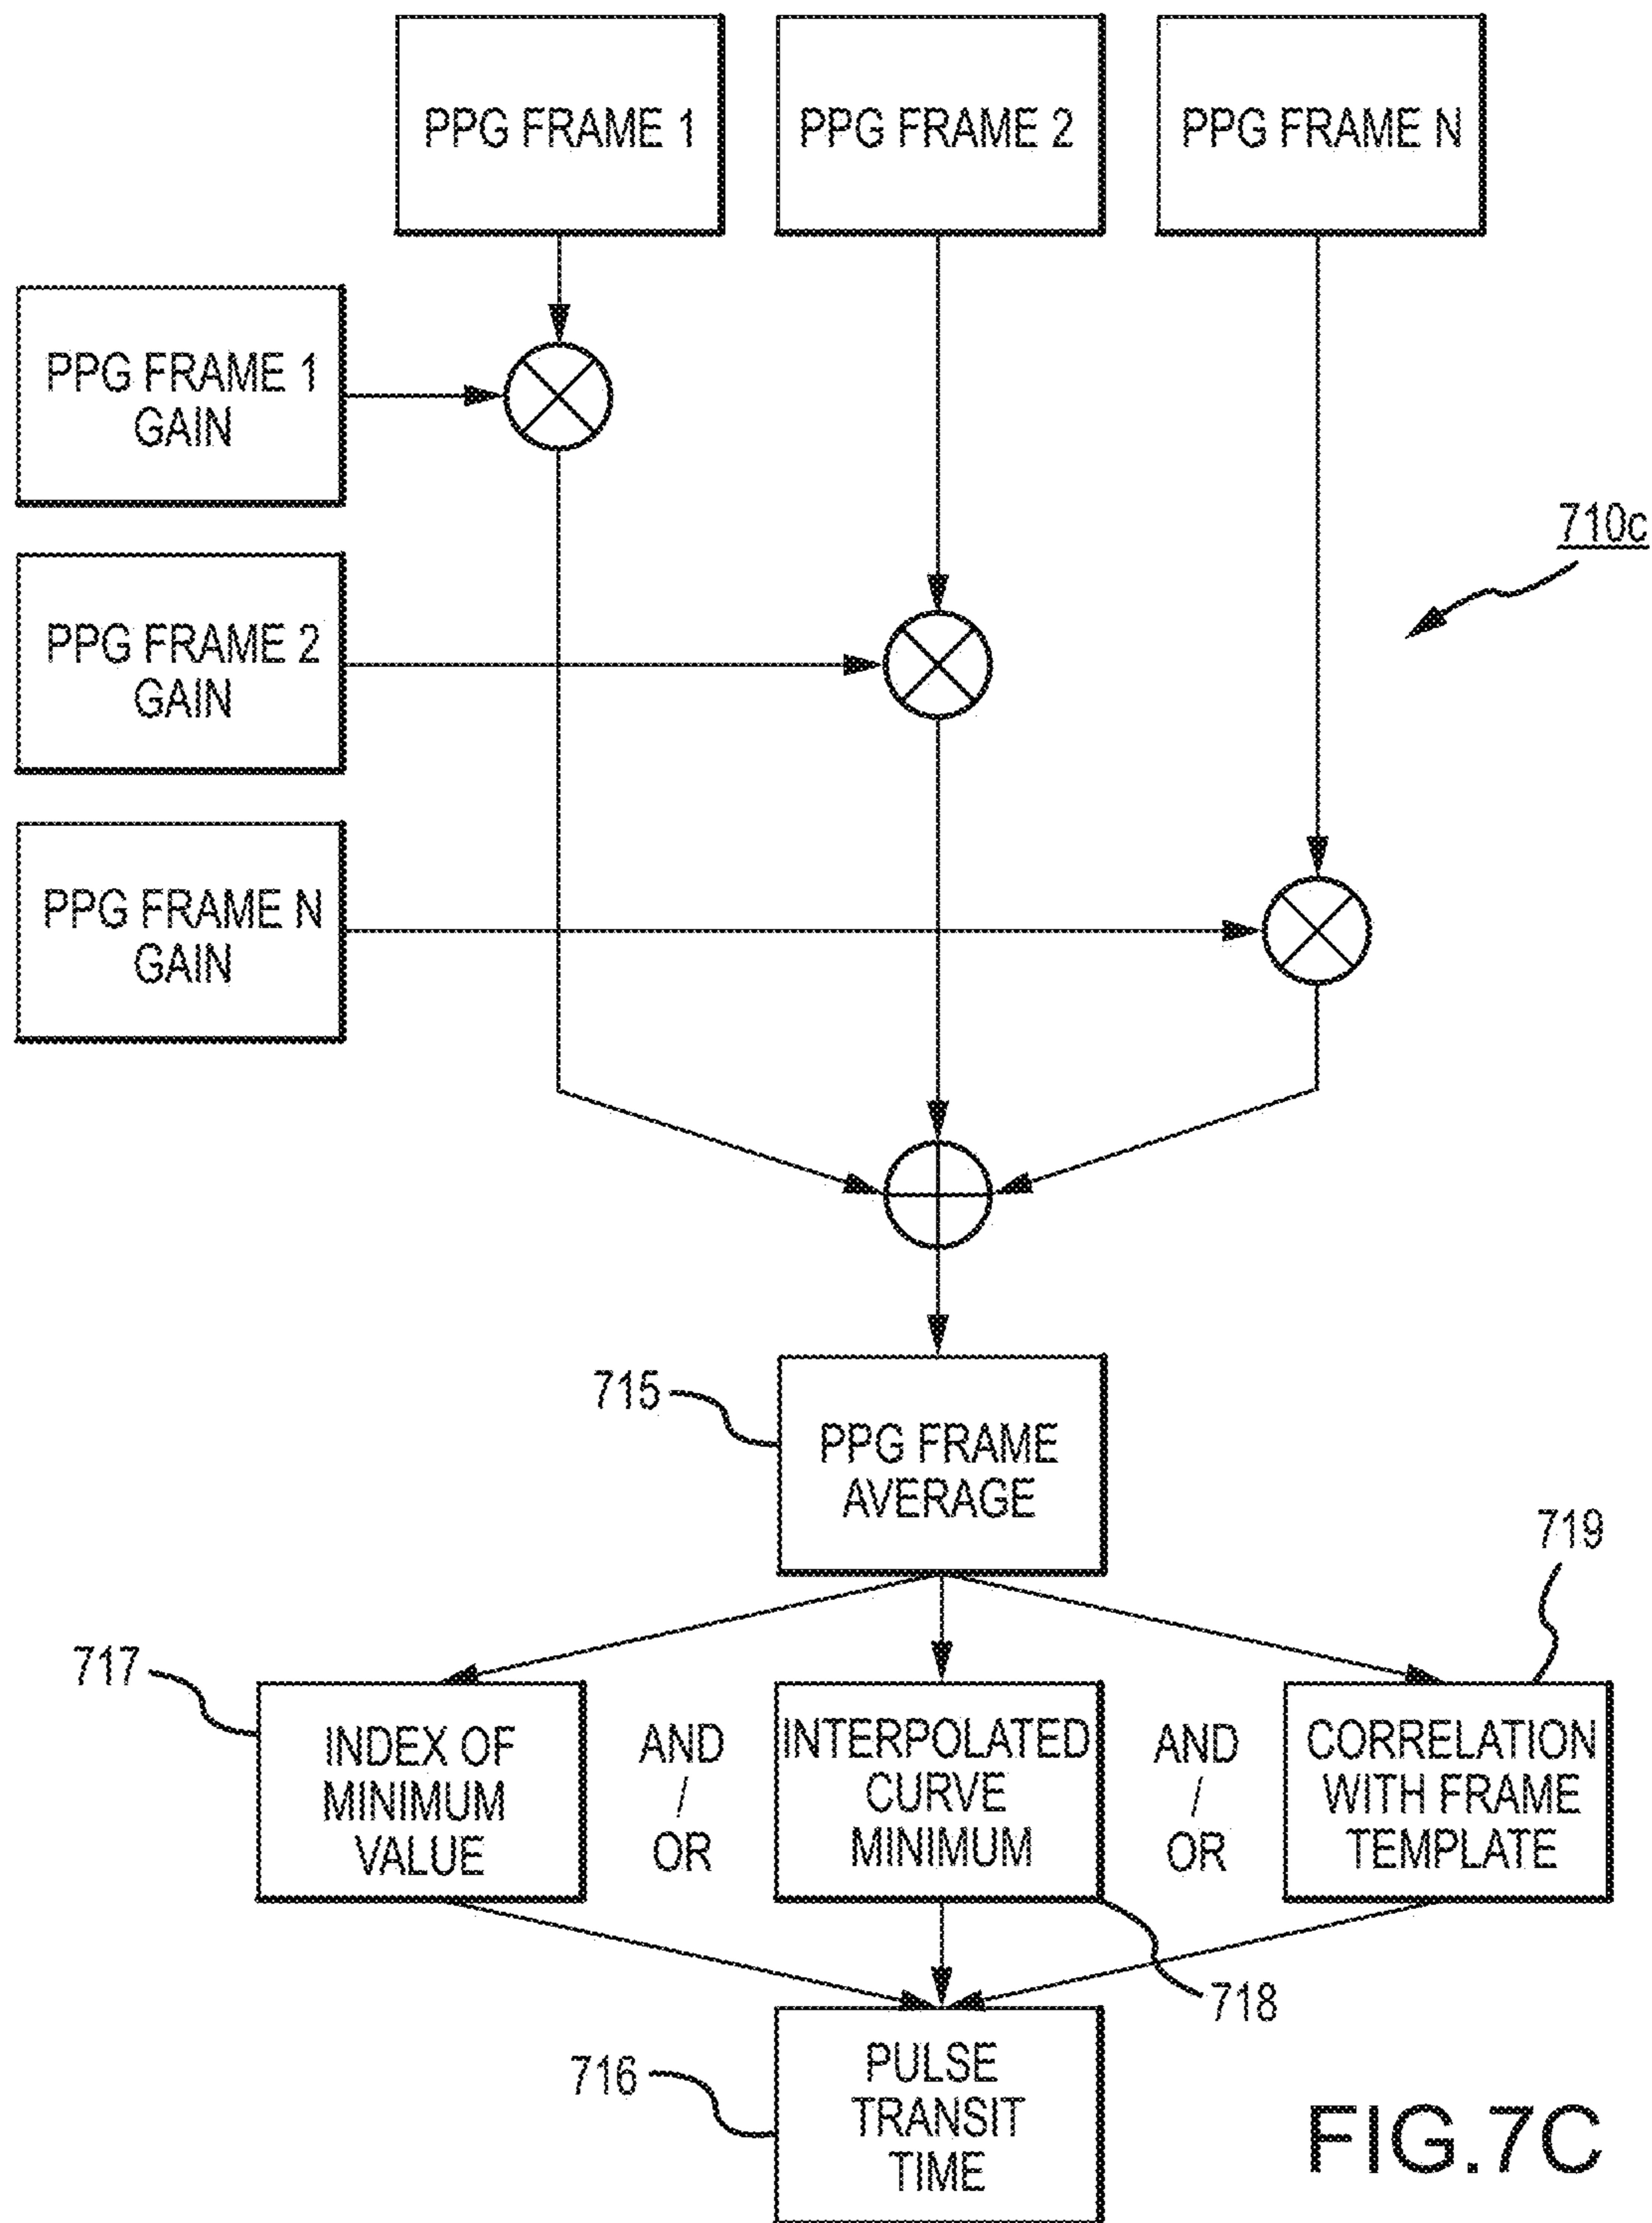 PPG FRAME 1
PPG FRAME 2
PPG FRAME N
PPG FRAME 1
GAIN
710c
PPG FRAME 2
GAIN
PPG FRAME N
GAIN
715
PPG FRAME
AVERAGE
719
717
INDEX OF
MINIMUM
VALUE
AND
/
OR
INTERPOLATED
CURVE
MINIMUM
AND
/
OR
CORRELATION
WITH FRAME
TEMPLATE
718
716
PULSE
TRANSIT
TIME
FIG.7C